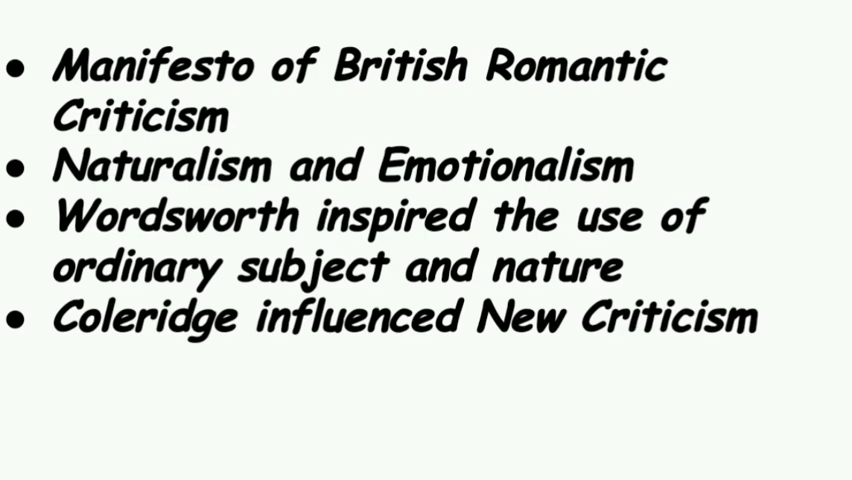 ● Manifesto of British Romantic
Criticism
● Naturalism and Emotionalism
● Wordsworth inspired the use of
ordinary subject and nature
● Coleridge influenced New Criticism